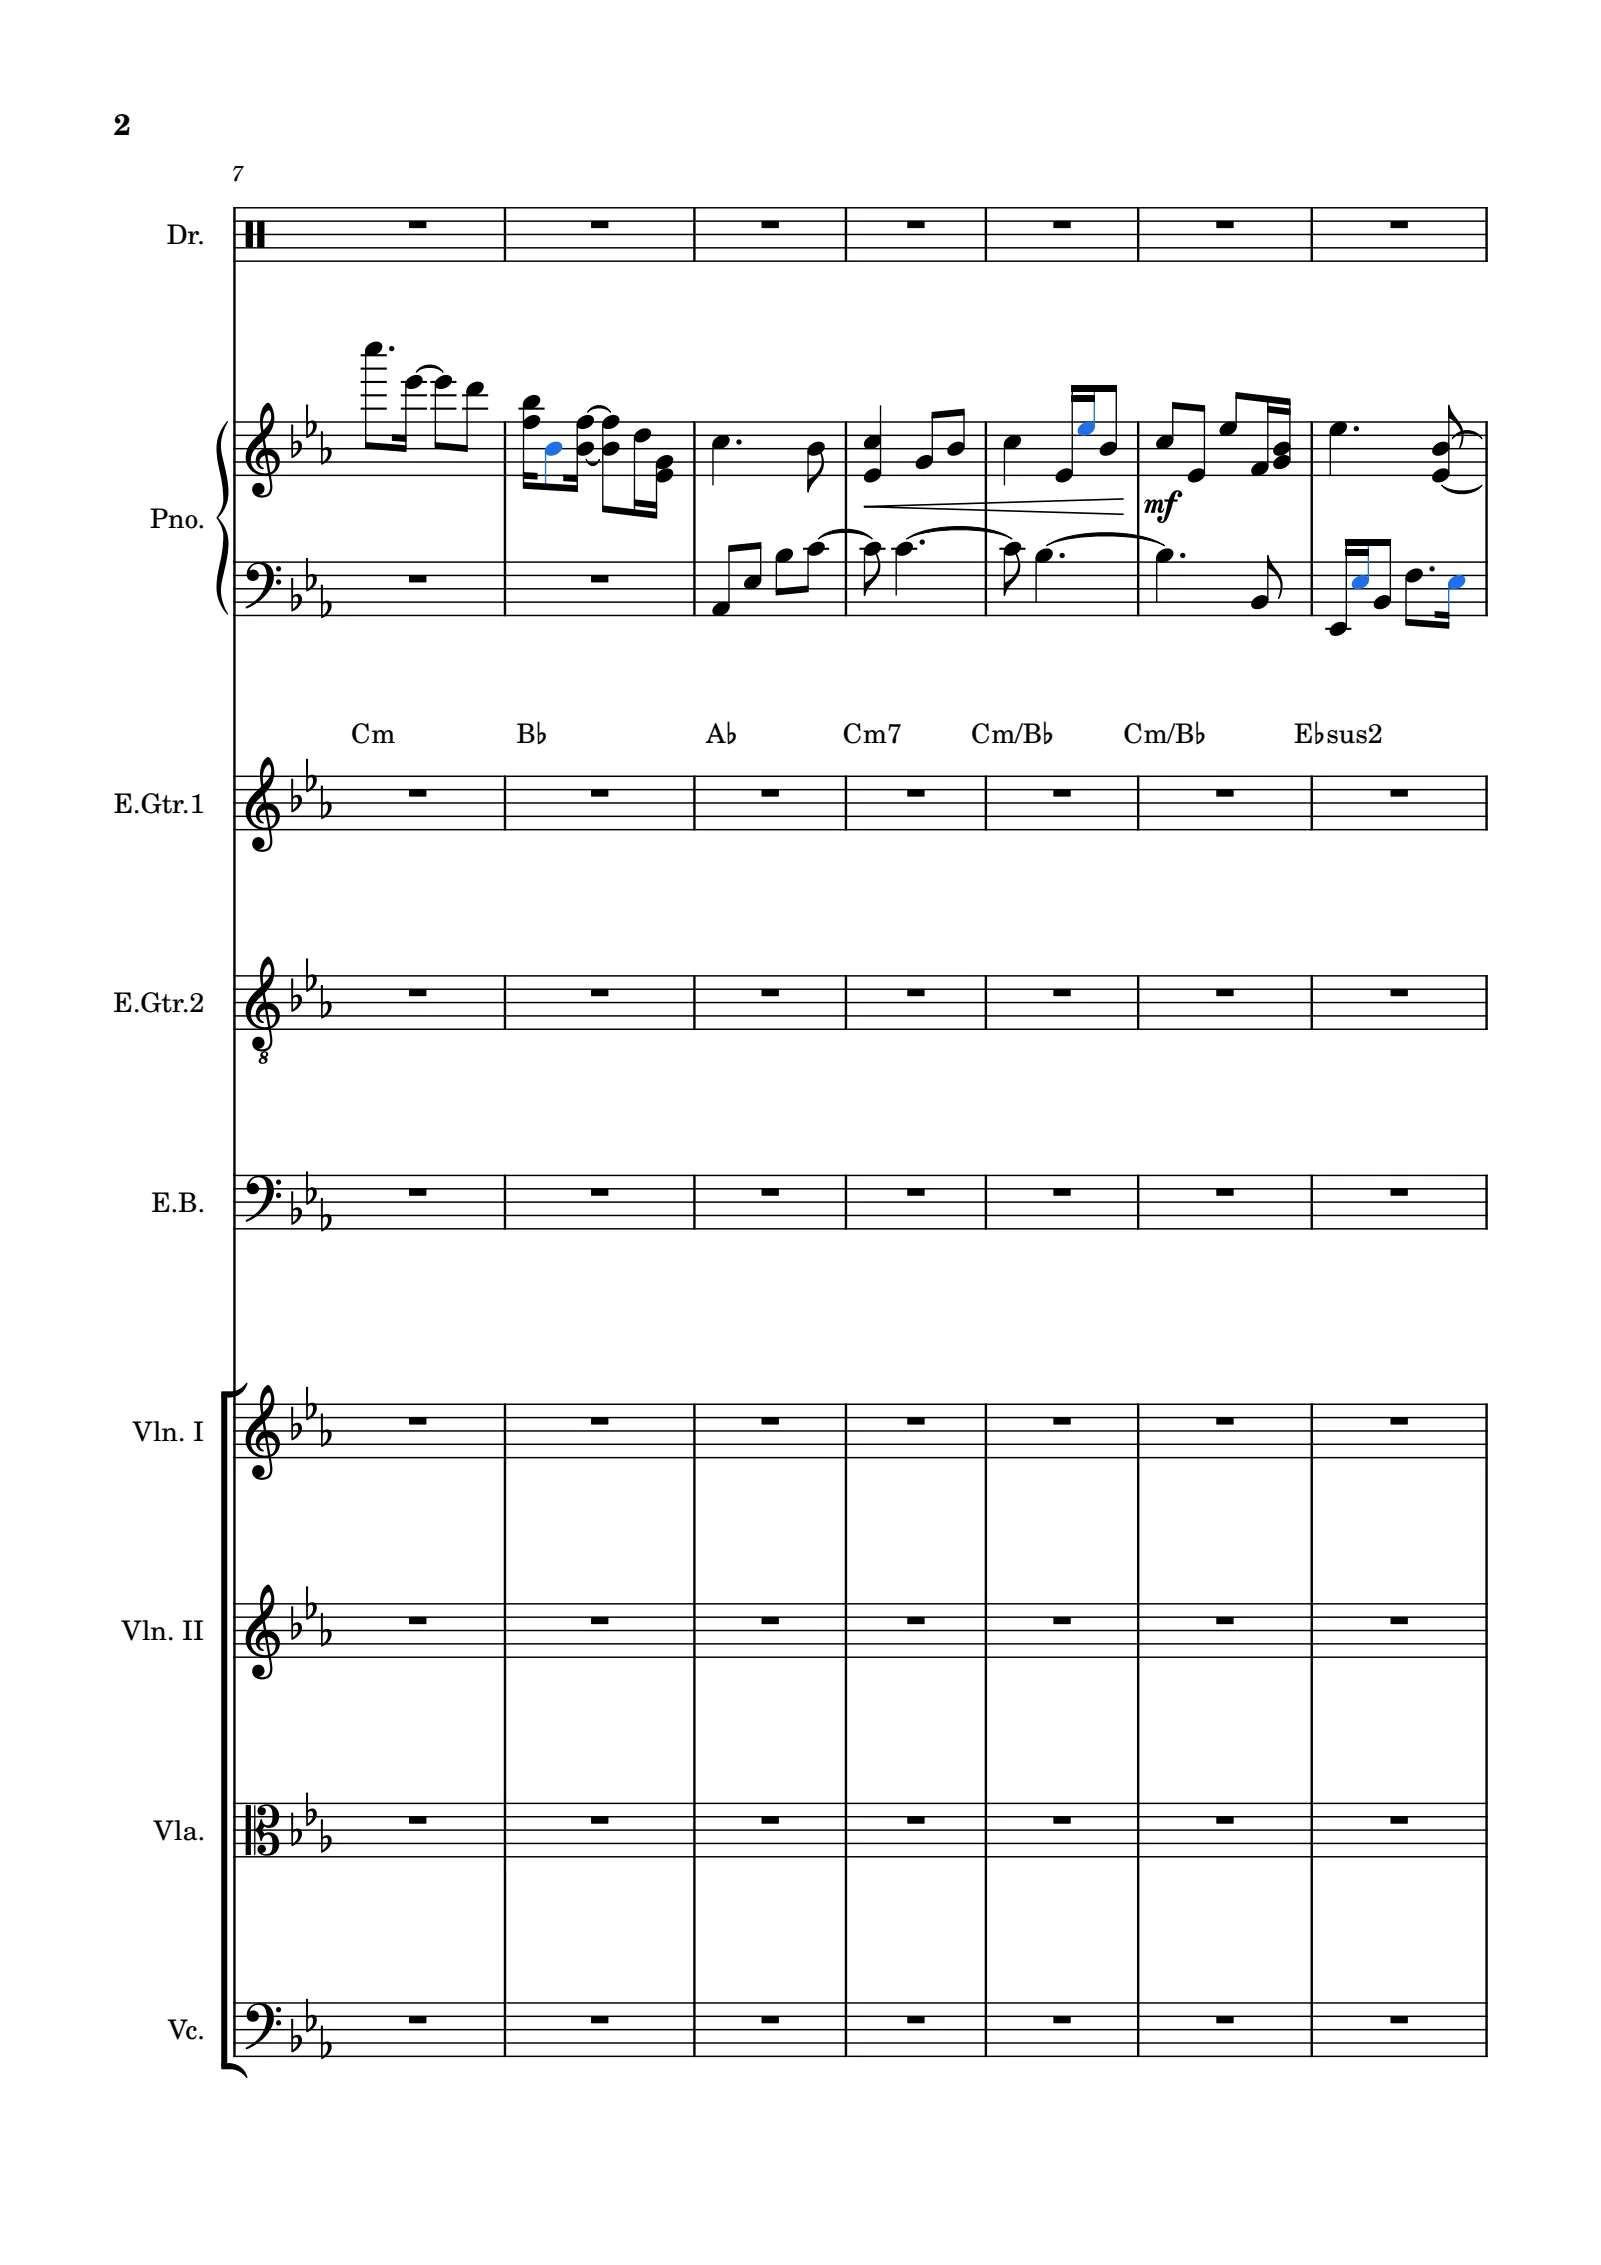 2
7
Dr.
Pno.
mf
Cm B♭ A♭ Cm7 Cm/B♭ Cm/B♭ E♭sus2
E.Gtr.1
E.Gtr.2
8
E.B.
Vln. I
Vln. II
Vla.
Vc.